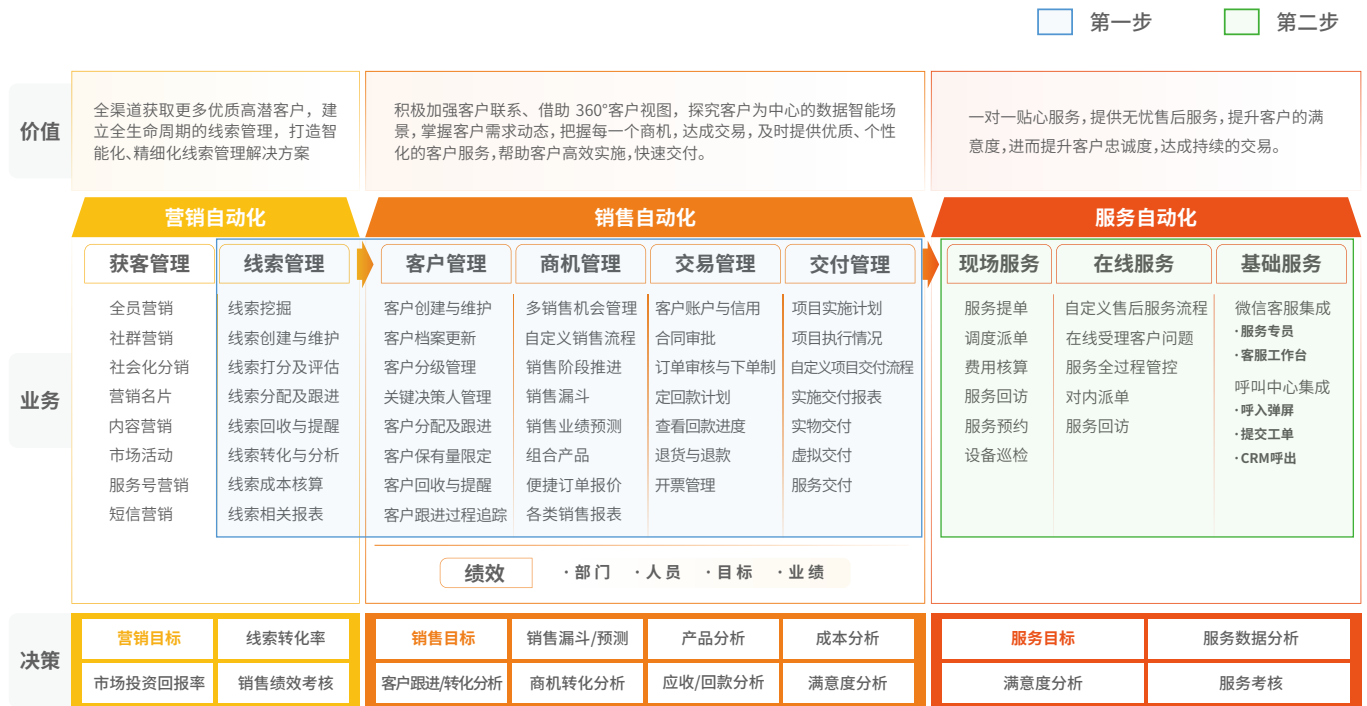 第一步
第二步
价值
全渠道获取更多优质高潜客户，建
立全生命周期的线索管理，打造智
能化、精细化线索管理解决方案
积极加强客户联系、借助 360°客户视图，探究客户为中心的数据智能场
景，掌握客户需求动态，把握每一个商机，达成交易，及时提供优质、个性
化的客户服务，帮助客户高效实施，快速交付。
一对一贴心服务，提供无忧售后服务，提升客户的满
意度，进而提升客户忠诚度，达成持续的交易。
营销自动化
销售自动化
服务自动化
业务
获客管理
全员营销
社群营销
社会化分销
营销名片
内容营销
市场活动
服务号营销
短信营销
线索管理
线索挖掘
线索创建与维护
线索打分及评估
线索分配及跟进
线索回收与提醒
线索转化与分析
线索成本核算
线索相关报表
客户管理
客户创建与维护
客户档案更新
客户分级管理
关键决策人管理
客户分配及跟进
客户保有量限定
客户回收与提醒
客户跟进过程追踪
商机管理
多销售机会管理
自定义销售流程
销售阶段推进
销售漏斗
销售业绩预测
组合产品
便捷订单报价
各类销售报表
交易管理
客户账户与信用
合同审批
订单审核与下单制
定回款计划
查看回款进度
退货与退款
开票管理
交付管理
项目实施计划
项目执行情况
自定义项目交付流程
实施交付报表
实物交付
虚拟交付
服务交付
现场服务
服务提单
调度派单
费用核算
服务回访
服务预约
设备巡检
在线服务
自定义售后服务流程
在线受理客户问题
服务全过程管控
对内派单
服务回访
基础服务
微信客服集成
·服务专员
·客服工作台
呼叫中心集成
·呼入弹屏
·提交工单
·CRM呼出
绩效 ·部门 ·人员 ·目标 ·业绩
决策
营销目标
线索转化率
市场投资回报率
销售绩效考核
销售目标
销售漏斗/预测
产品分析
成本分析
客户跟进/转化分析
商机转化分析
应收/回款分析
满意度分析
服务目标
服务数据分析
满意度分析
服务考核